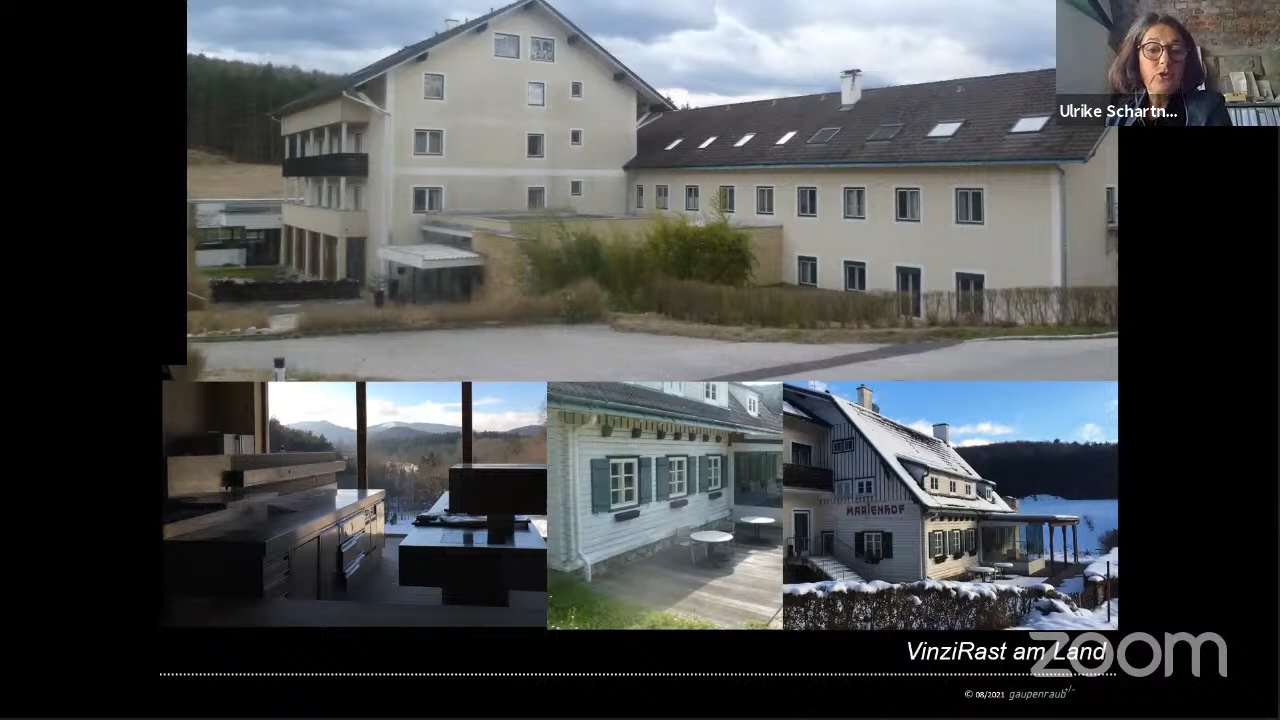 Ulrike Schartn...
MARIENHOF
VinziRast am Land
zoom
© 08/2021 gaupenraub+/-